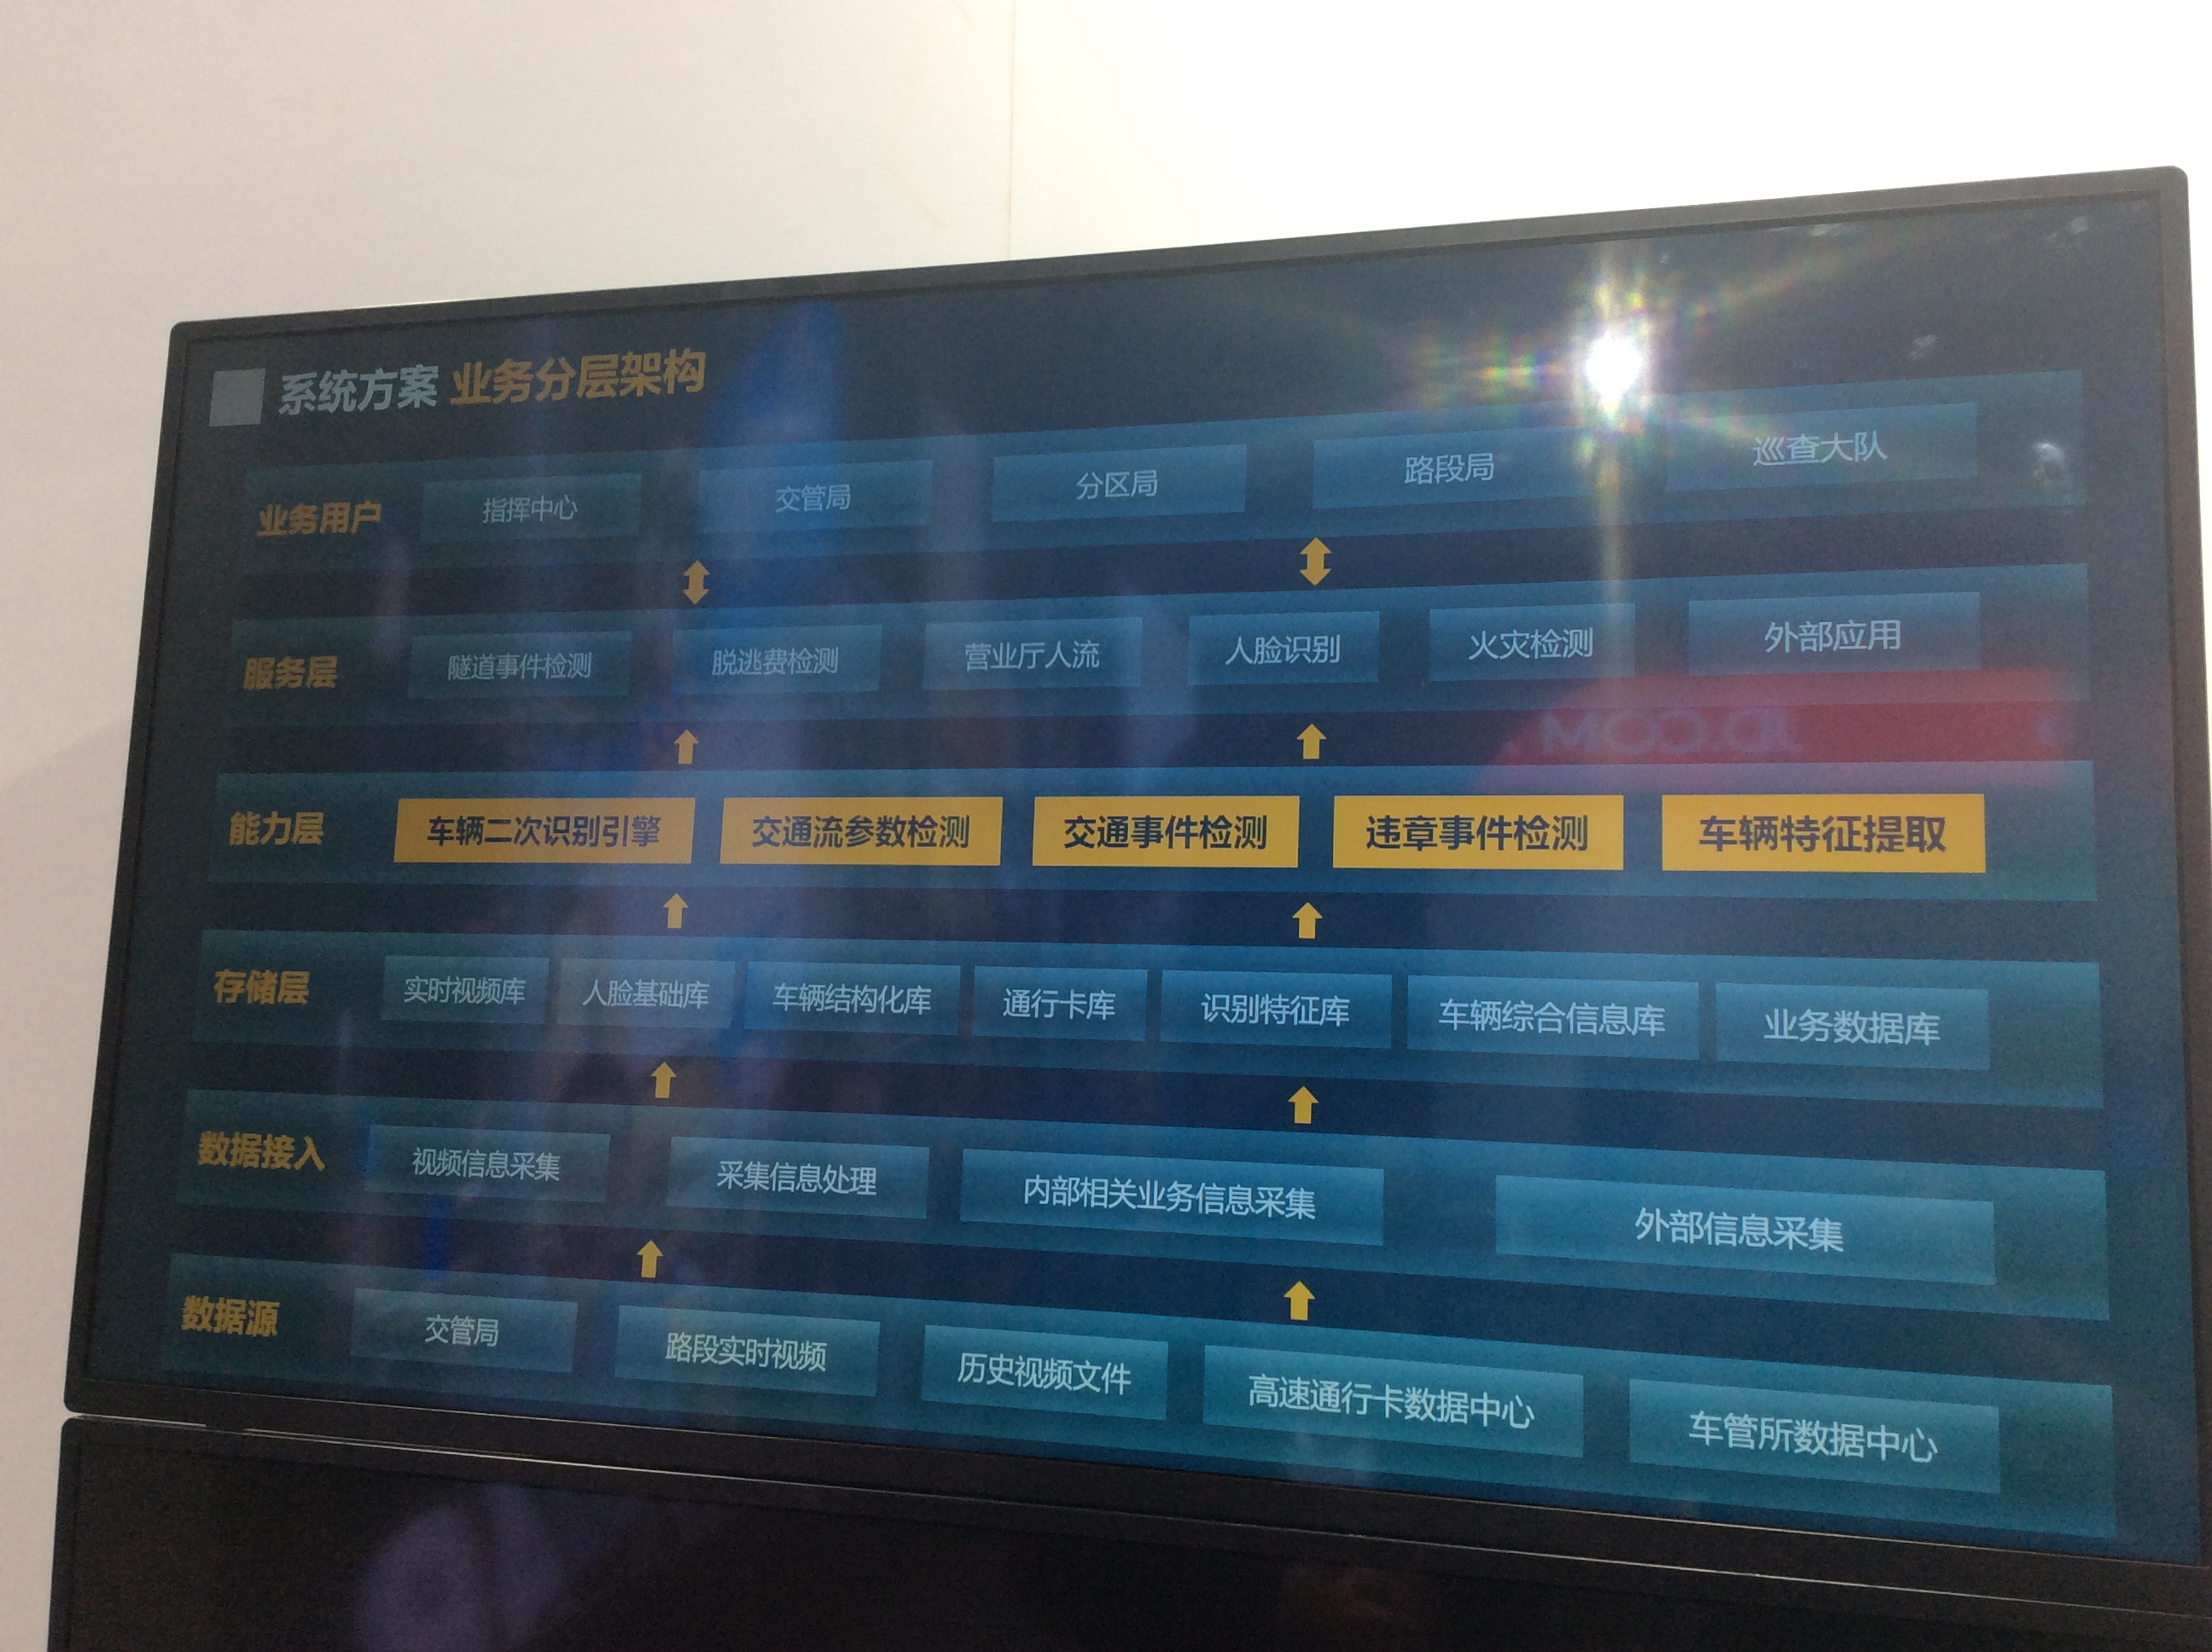 系统方案 业务分层架构
业务用户 指挥中心 交管局 分区局 路段局 巡查大队
服务层 隧道事件检测 脱逃费检测 营业厅人流 人脸识别 火灾检测 外部应用
JD.COM
能力层 车辆二次识别引擎 交通流参数检测 交通事件检测 违章事件检测 车辆特征提取
存储层 实时视频库 人脸基础库 车辆结构化库 通行卡库 识别特征库 车辆综合信息库 业务数据库
数据接入 视频信息采集 采集信息处理 内部相关业务信息采集 外部信息采集
数据源 交管局 路段实时视频 历史视频文件 高速通行卡数据中心 车管所数据中心